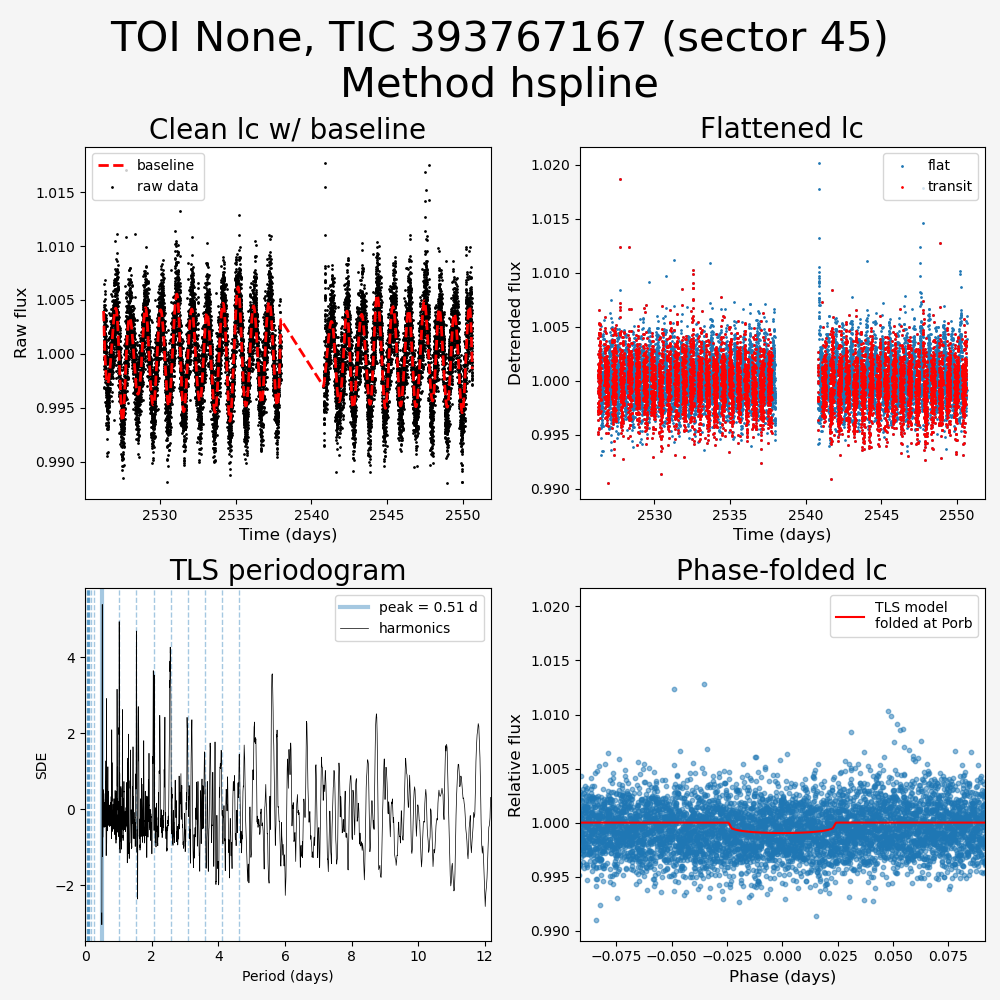 TOI None, TIC 393767167 (sector 45)
Method hspline
Clean lc w/ baseline
baseline
raw data
1.015
1.010
1.005
1.000
0.995
0.990
Raw flux
2530
2535
2540
2545
2550
Time (days)
Flattened lc
flat
transit
1.020
1.015
1.010
1.005
1.000
0.995
0.990
Detrended flux
2530
2535
2540
2545
2550
Time (days)
TLS periodogram
peak = 0.51 d
harmonics
4
2
0
−2
SDE
0
2
4
6
8
10
12
Period (days)
Phase-folded lc
TLS model
folded at Porb
1.020
1.015
1.010
1.005
1.000
0.995
0.990
Relative flux
−0.075
−0.050
−0.025
0.000
0.025
0.050
0.075
Phase (days)